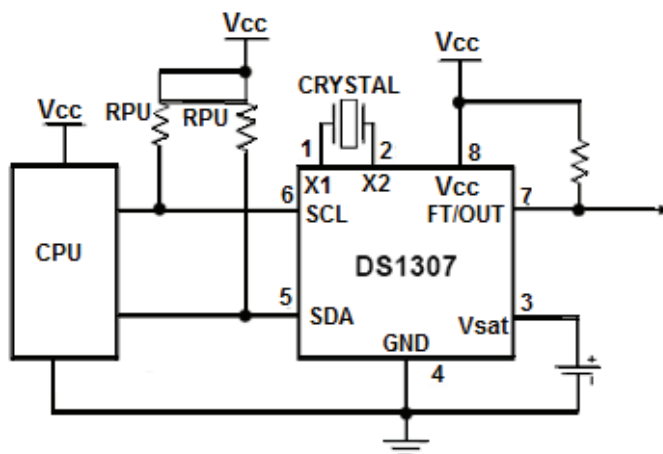 Vcc
Vcc
CRYSTAL
Vcc
RPU
RPU
1
2
8
X1
X2
Vcc
7
6
SCL
FT/OUT
CPU
DS1307
5
SDA
3
Vsat
GND
4
+
-